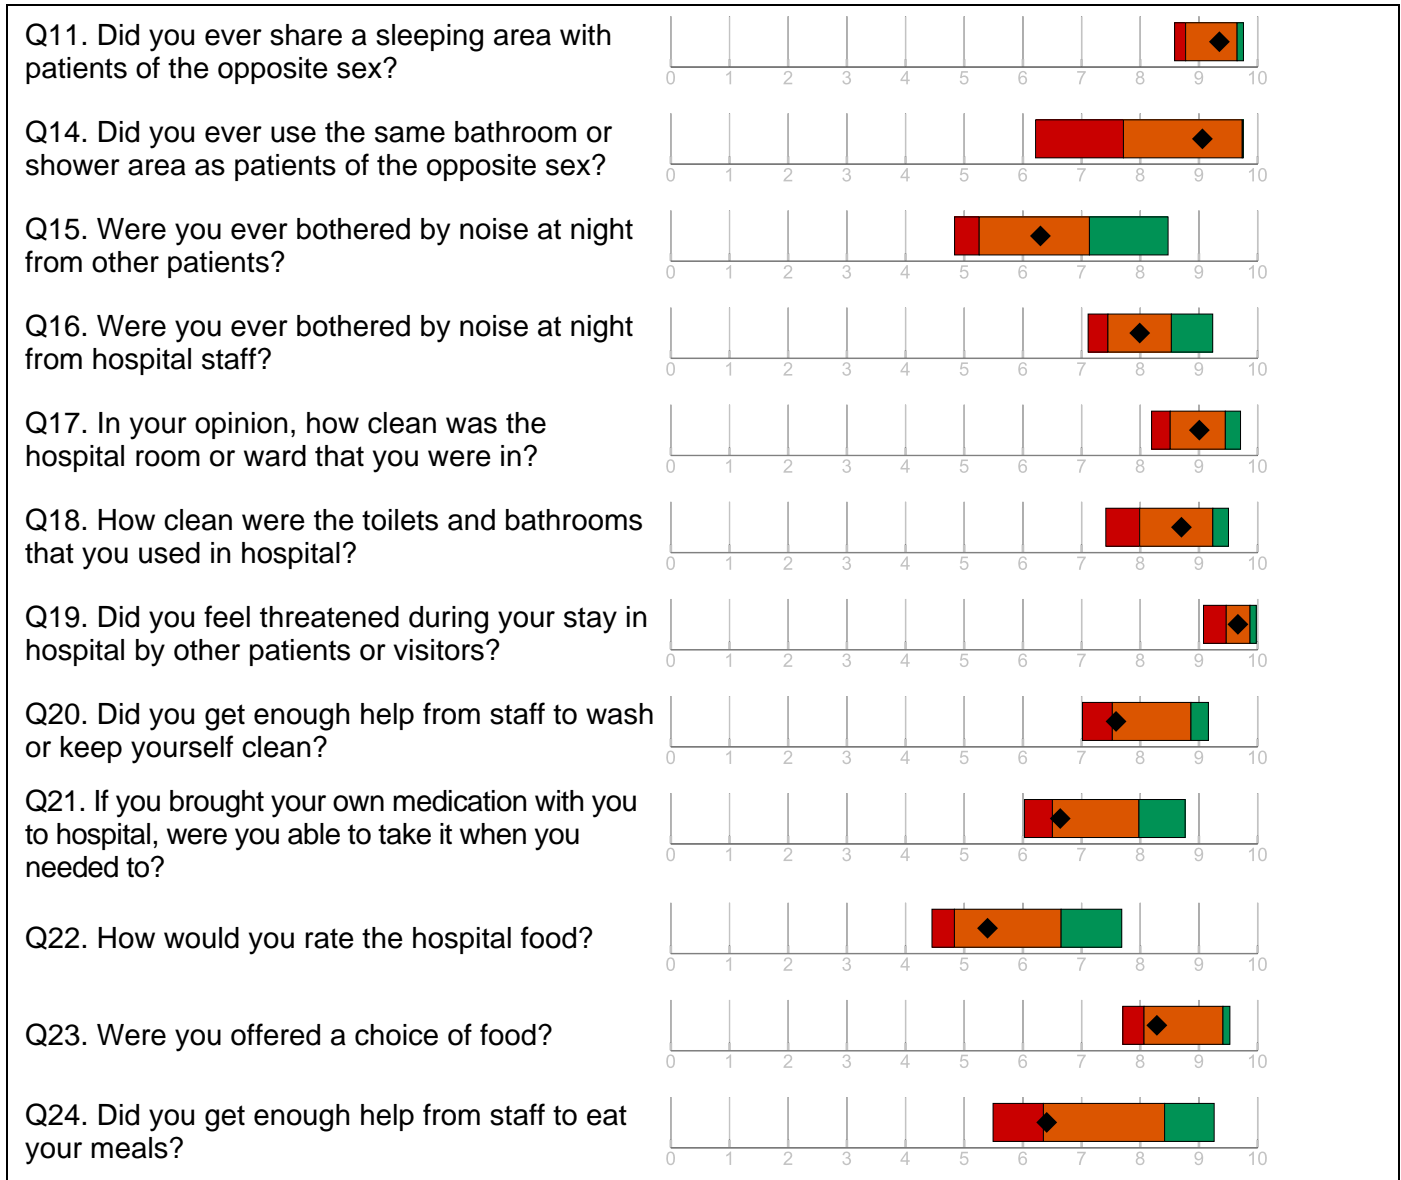 Q11. Did you ever share a sleeping area with
patients of the opposite sex?
0 1 2 3 4 5 6 7 8 9 10
Q14. Did you ever use the same bathroom or
shower area as patients of the opposite sex?
0 1 2 3 4 5 6 7 8 9 10
Q15. Were you ever bothered by noise at night
from other patients?
0 1 2 3 4 5 6 7 8 9 10
Q16. Were you ever bothered by noise at night
from hospital staff?
0 1 2 3 4 5 6 7 8 9 10
Q17. In your opinion, how clean was the
hospital room or ward that you were in?
0 1 2 3 4 5 6 7 8 9 10
Q18. How clean were the toilets and bathrooms
that you used in hospital?
0 1 2 3 4 5 6 7 8 9 10
Q19. Did you feel threatened during your stay in
hospital by other patients or visitors?
0 1 2 3 4 5 6 7 8 9 10
Q20. Did you get enough help from staff to wash
or keep yourself clean?
0 1 2 3 4 5 6 7 8 9 10
Q21. If you brought your own medication with you
to hospital, were you able to take it when you
needed to?
0 1 2 3 4 5 6 7 8 9 10
Q22. How would you rate the hospital food?
0 1 2 3 4 5 6 7 8 9 10
Q23. Were you offered a choice of food?
0 1 2 3 4 5 6 7 8 9 10
Q24. Did you get enough help from staff to eat
your meals?
0 1 2 3 4 5 6 7 8 9 10